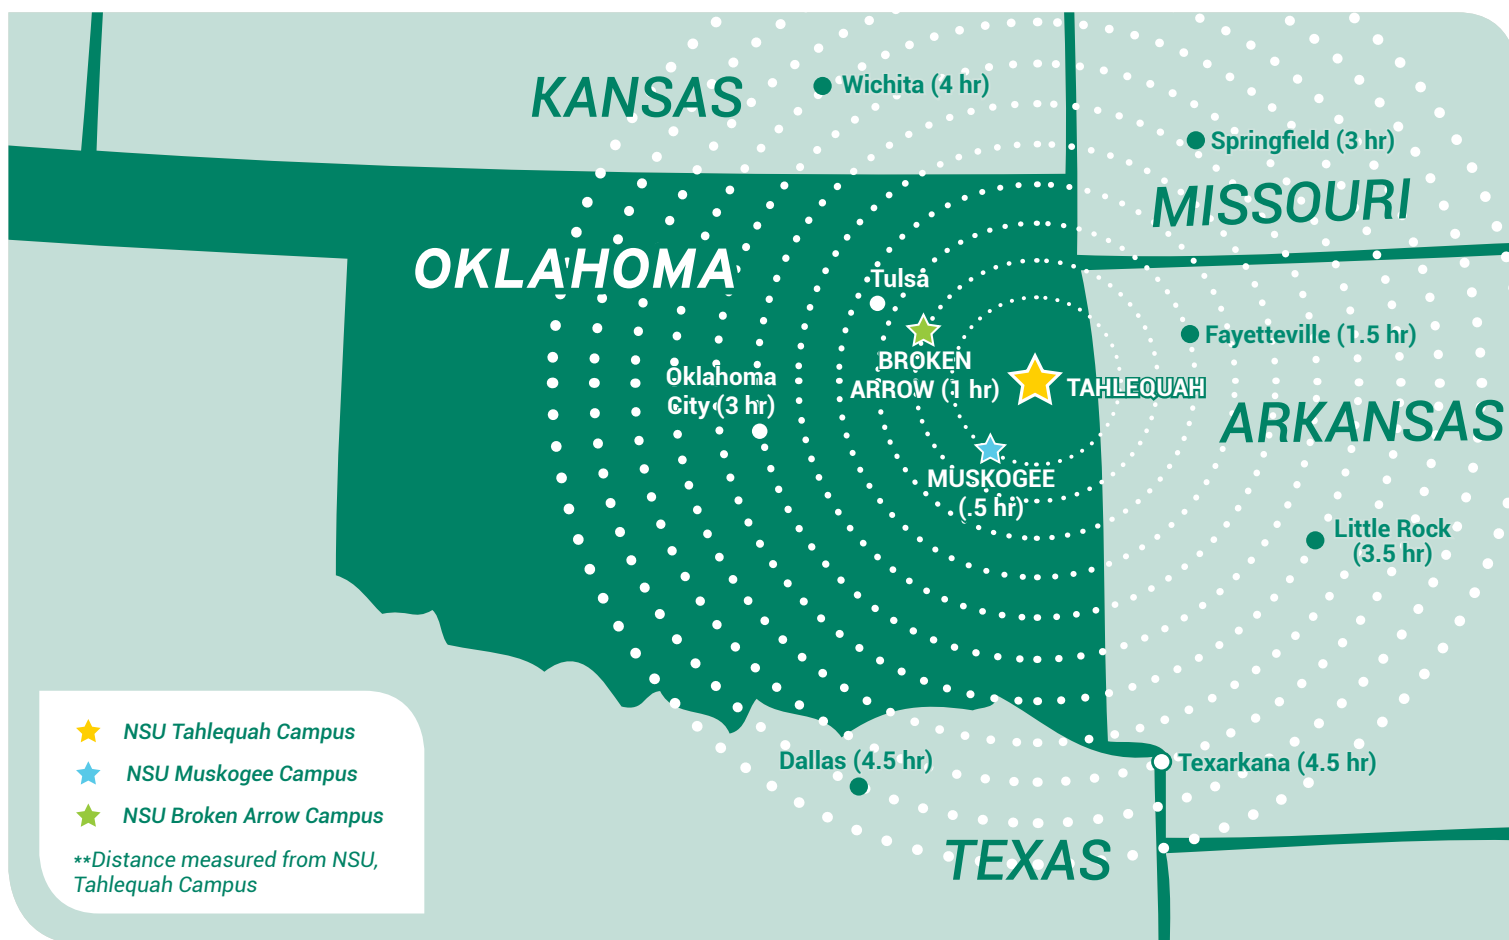 KANSAS
Wichita (4 hr)
Springfield (3 hr)
MISSOURI
OKLAHOMA
Tulsa
BROKEN
ARROW (1 hr)
TAHLEQUAH
Fayetteville (1.5 hr)
Oklahoma
City (3 hr)
ARKANSAS
MUSKOGEE
(.5 hr)
Little Rock
(3.5 hr)
Dallas (4.5 hr)
Texarkana (4.5 hr)
TEXAS
NSU Tahlequah Campus
NSU Muskogee Campus
NSU Broken Arrow Campus
**Distance measured from NSU,
Tahlequah Campus